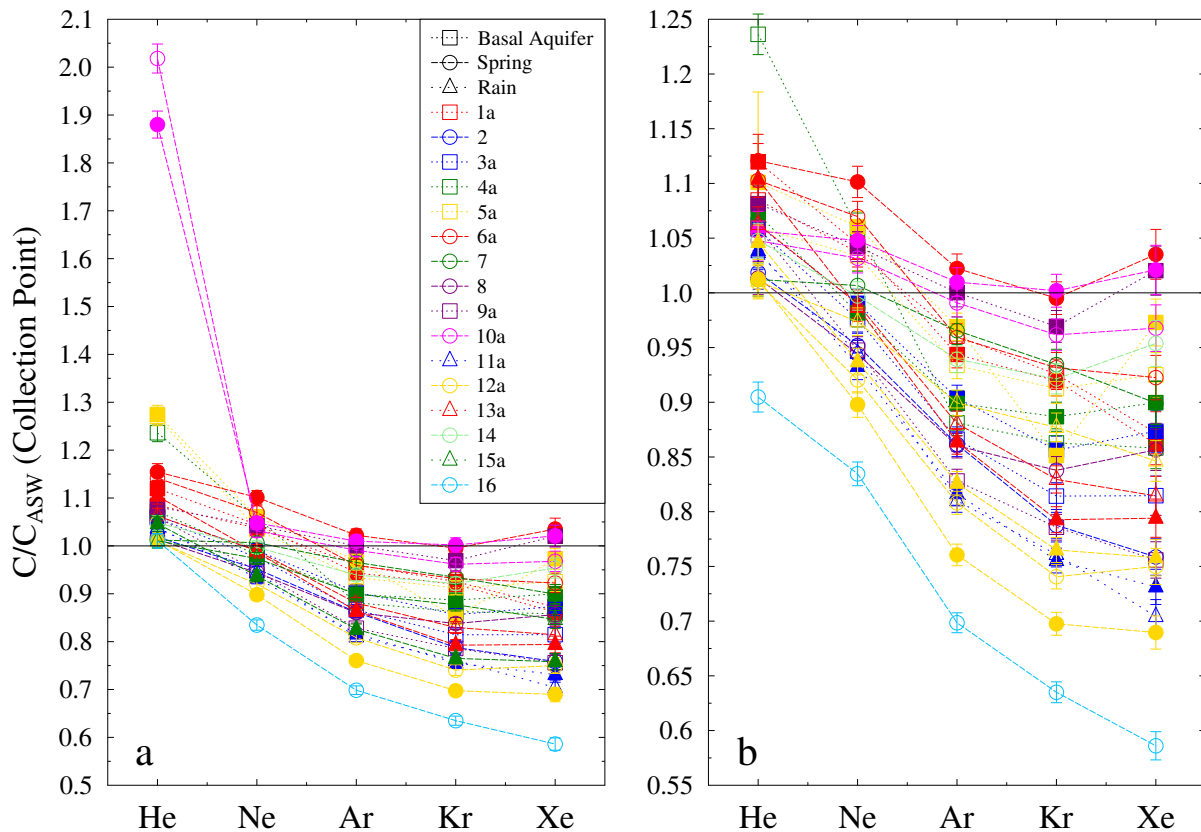 C/C_ASW (Collection Point)
2.1
2.0
1.9
1.8
1.7
1.6
1.5
1.4
1.3
1.2
1.1
1.0
0.9
0.8
0.7
0.6
0.5
Basal Aquifer
Spring
Rain
1a
2
3a
4a
5a
6a
7
8
9a
10a
11a
12a
13a
14
15a
16
a
He Ne Ar Kr Xe
1.25
1.2
1.15
1.1
1.05
1.0
0.95
0.9
0.85
0.8
0.75
0.7
0.65
0.6
0.55
b
He Ne Ar Kr Xe